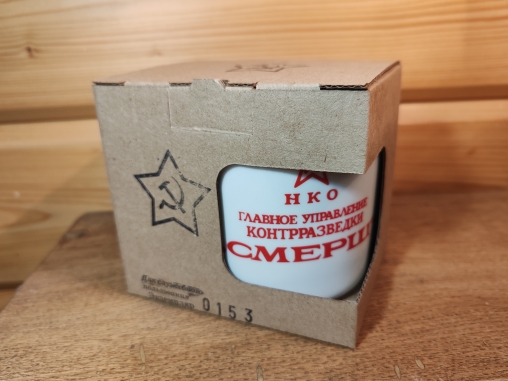 НКО
ГЛАВНОЕ УПРАВЛЕНИЕ
КОНТРРАЗВЕДКИ
СМЕРШ
0153